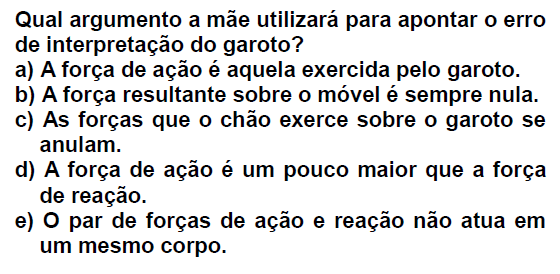 Qual argumento a mãe utilizará para apontar o erro
de interpretação do garoto?
a) A força de ação é aquela exercida pelo garoto.
b) A força resultante sobre o móvel é sempre nula.
c) As forças que o chão exerce sobre o garoto se
anulam.
d) A força de ação é um pouco maior que a força
de reação.
e) O par de forças de ação e reação não atua em
um mesmo corpo.